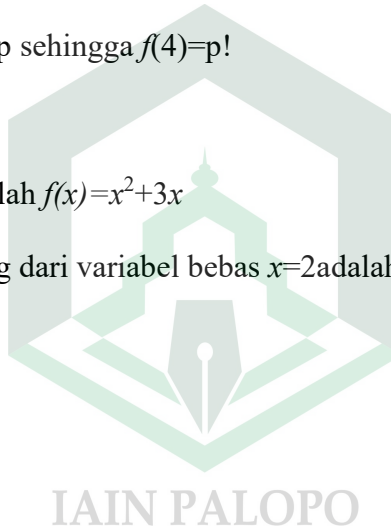 p sehingga f(4)=p!
lah f(x)=x²+3x
g dari variabel bebas x=2adalah
IAIN PALOPO